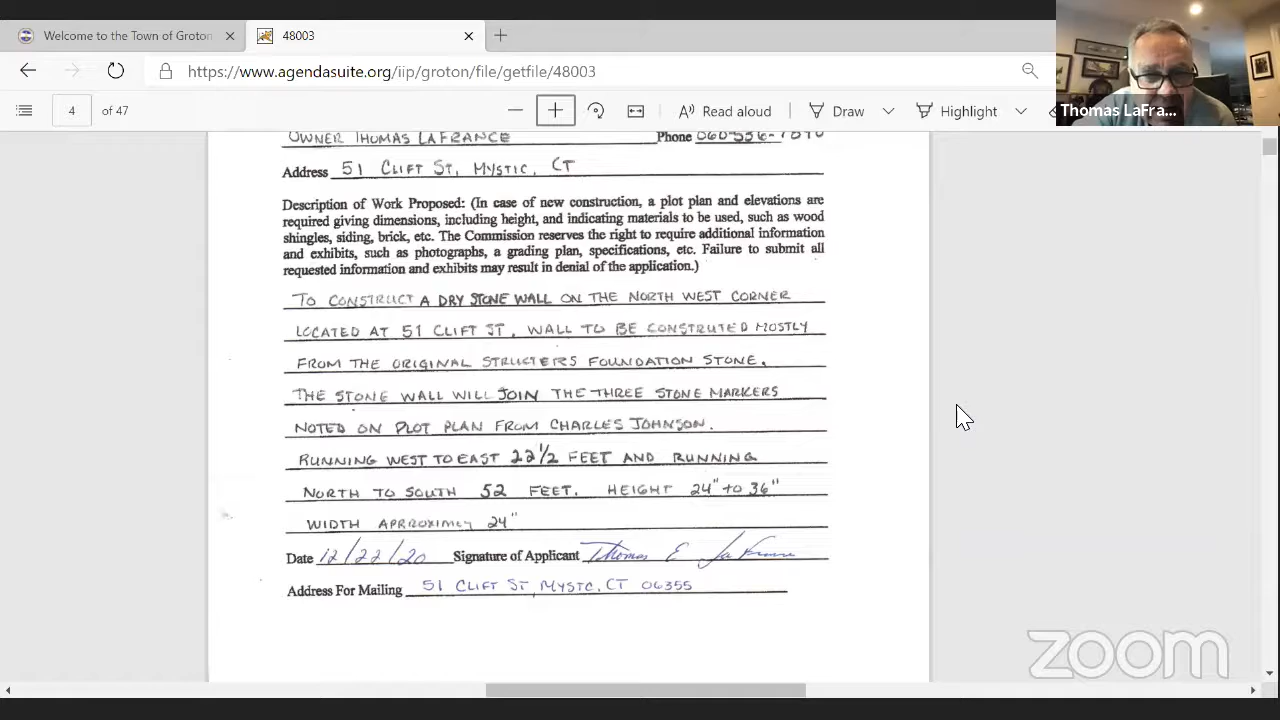 Welcome to the Town of Groton
48003
https://www.agendasuite.org/iip/groton/file/getfile/48003
4 of 47
Read aloud
Draw
Highlight
Thomas LaFra...
OWNER THOMAS LAFRANCE Phone
Address 51 CLIFT ST, MYSTIC, CT
Description of Work Proposed: (In case of new construction, a plot plan and elevations are
required giving dimensions, including height, and indicating materials to be used, such as wood
shingles, siding, brick, etc. The Commission reserves the right to require additional information
and exhibits, such as photographs, a grading plan, specifications, etc. Failure to submit all
requested information and exhibits may result in denial of the application.)
TO CONSTRUCT A DRY STONE WALL ON THE NORTH WEST CORNER
LOCATED AT 51 CLIFT ST. WALL TO BE CONSTRUTED MOSTLY
FROM THE ORIGINAL STRUCTERS FOUNDATION STONE.
THE STONE WALL WILL JOIN THE THREE STONE MARKERS
NOTED ON PLOT PLAN FROM CHARLES JOHNSON.
RUNNING WEST TO EAST 22 1/2 FEET AND RUNNING
NORTH TO SOUTH 52 FEET. HEIGHT 24" TO 36"
WIDTH APPROXIMEY 24"
Date 12/22/20 Signature of Applicant Thomas E LaFrance
Address For Mailing 51 CLIFT ST, MYSTC, CT 06355
zoom